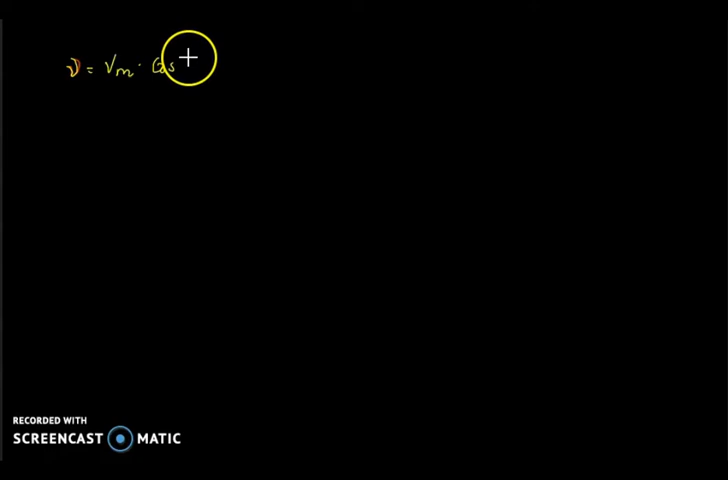 v = Vm · Cos
RECORDED WITH
SCREENCAST MATIC